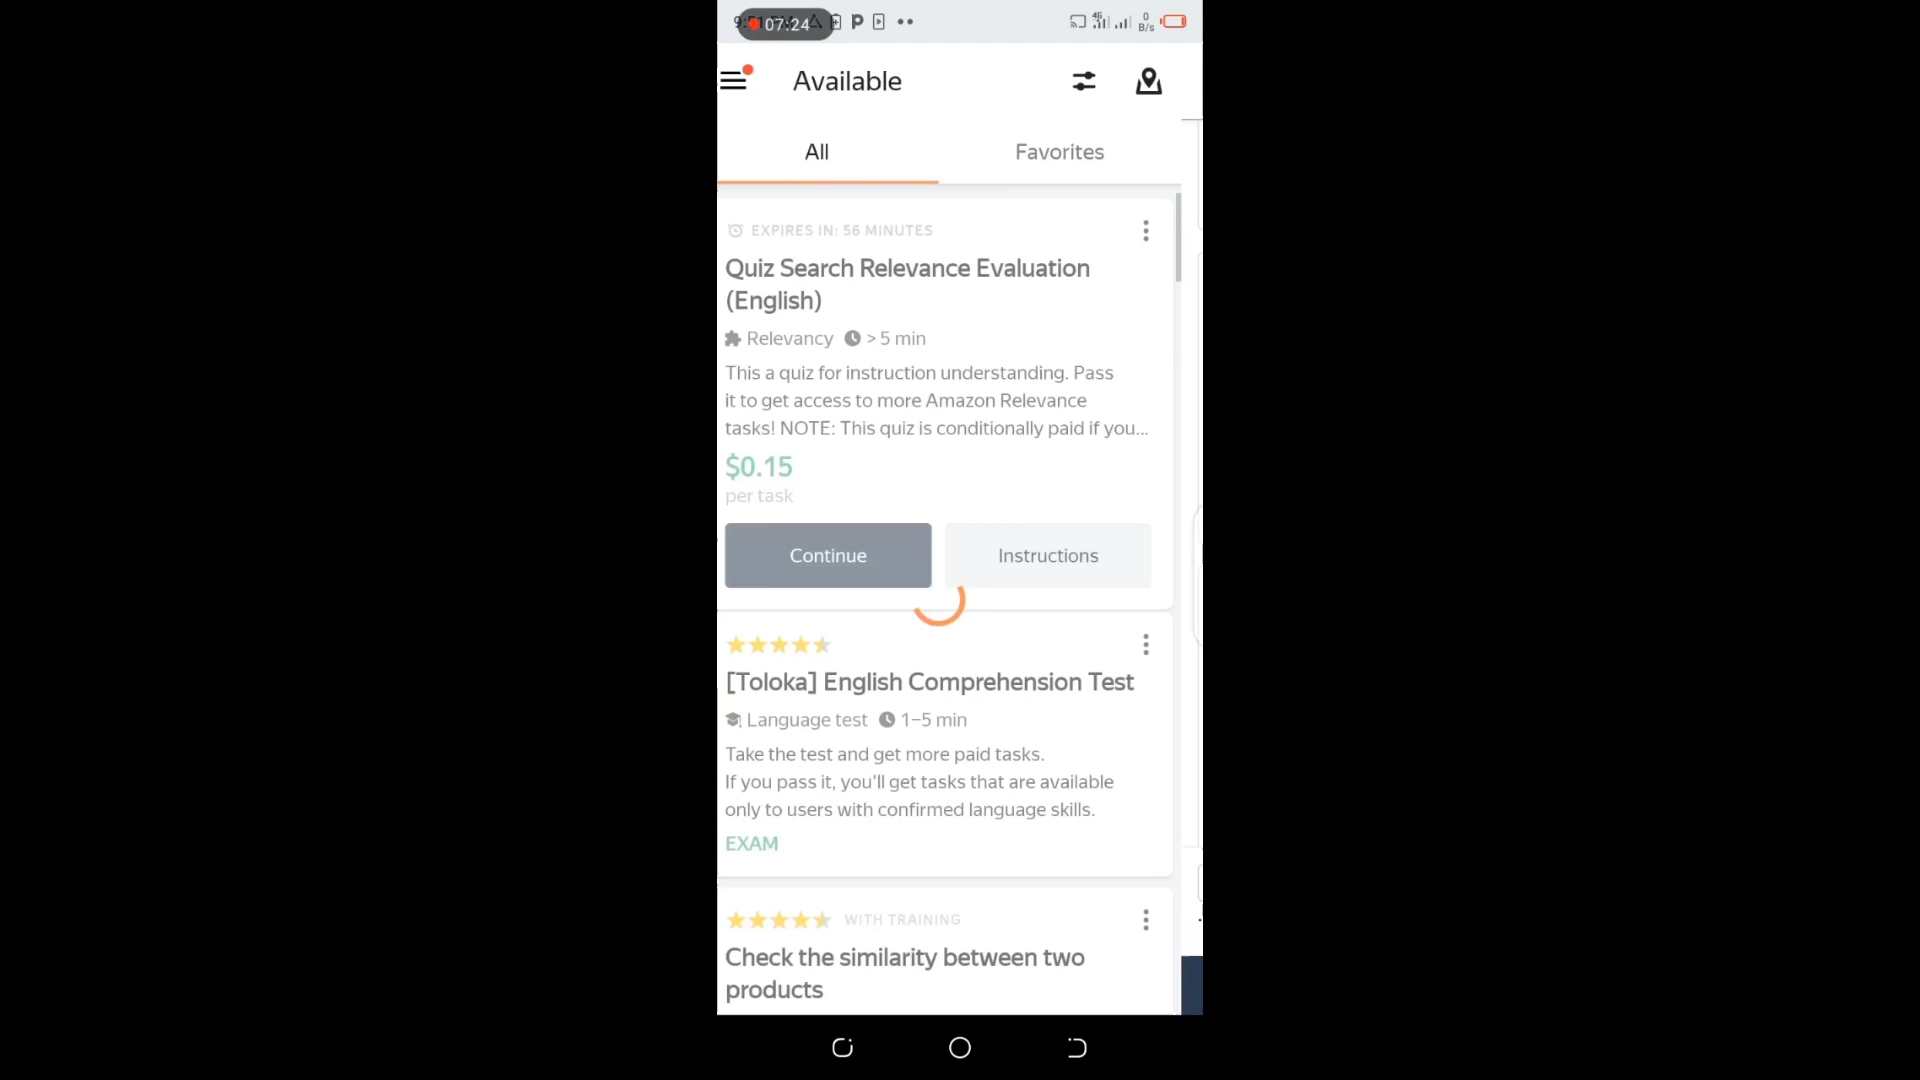 07:24
0
B/s
Available
All
Favorites
EXPIRES IN: 56 MINUTES
Quiz Search Relevance Evaluation
(English)
Relevancy > 5 min
This a quiz for instruction understanding. Pass
it to get access to more Amazon Relevance
tasks! NOTE: This quiz is conditionally paid if you...
$0.15
per task
Continue
Instructions
[Toloka] English Comprehension Test
Language test 1–5 min
Take the test and get more paid tasks.
If you pass it, you'll get tasks that are available
only to users with confirmed language skills.
EXAM
WITH TRAINING
Check the similarity between two
products